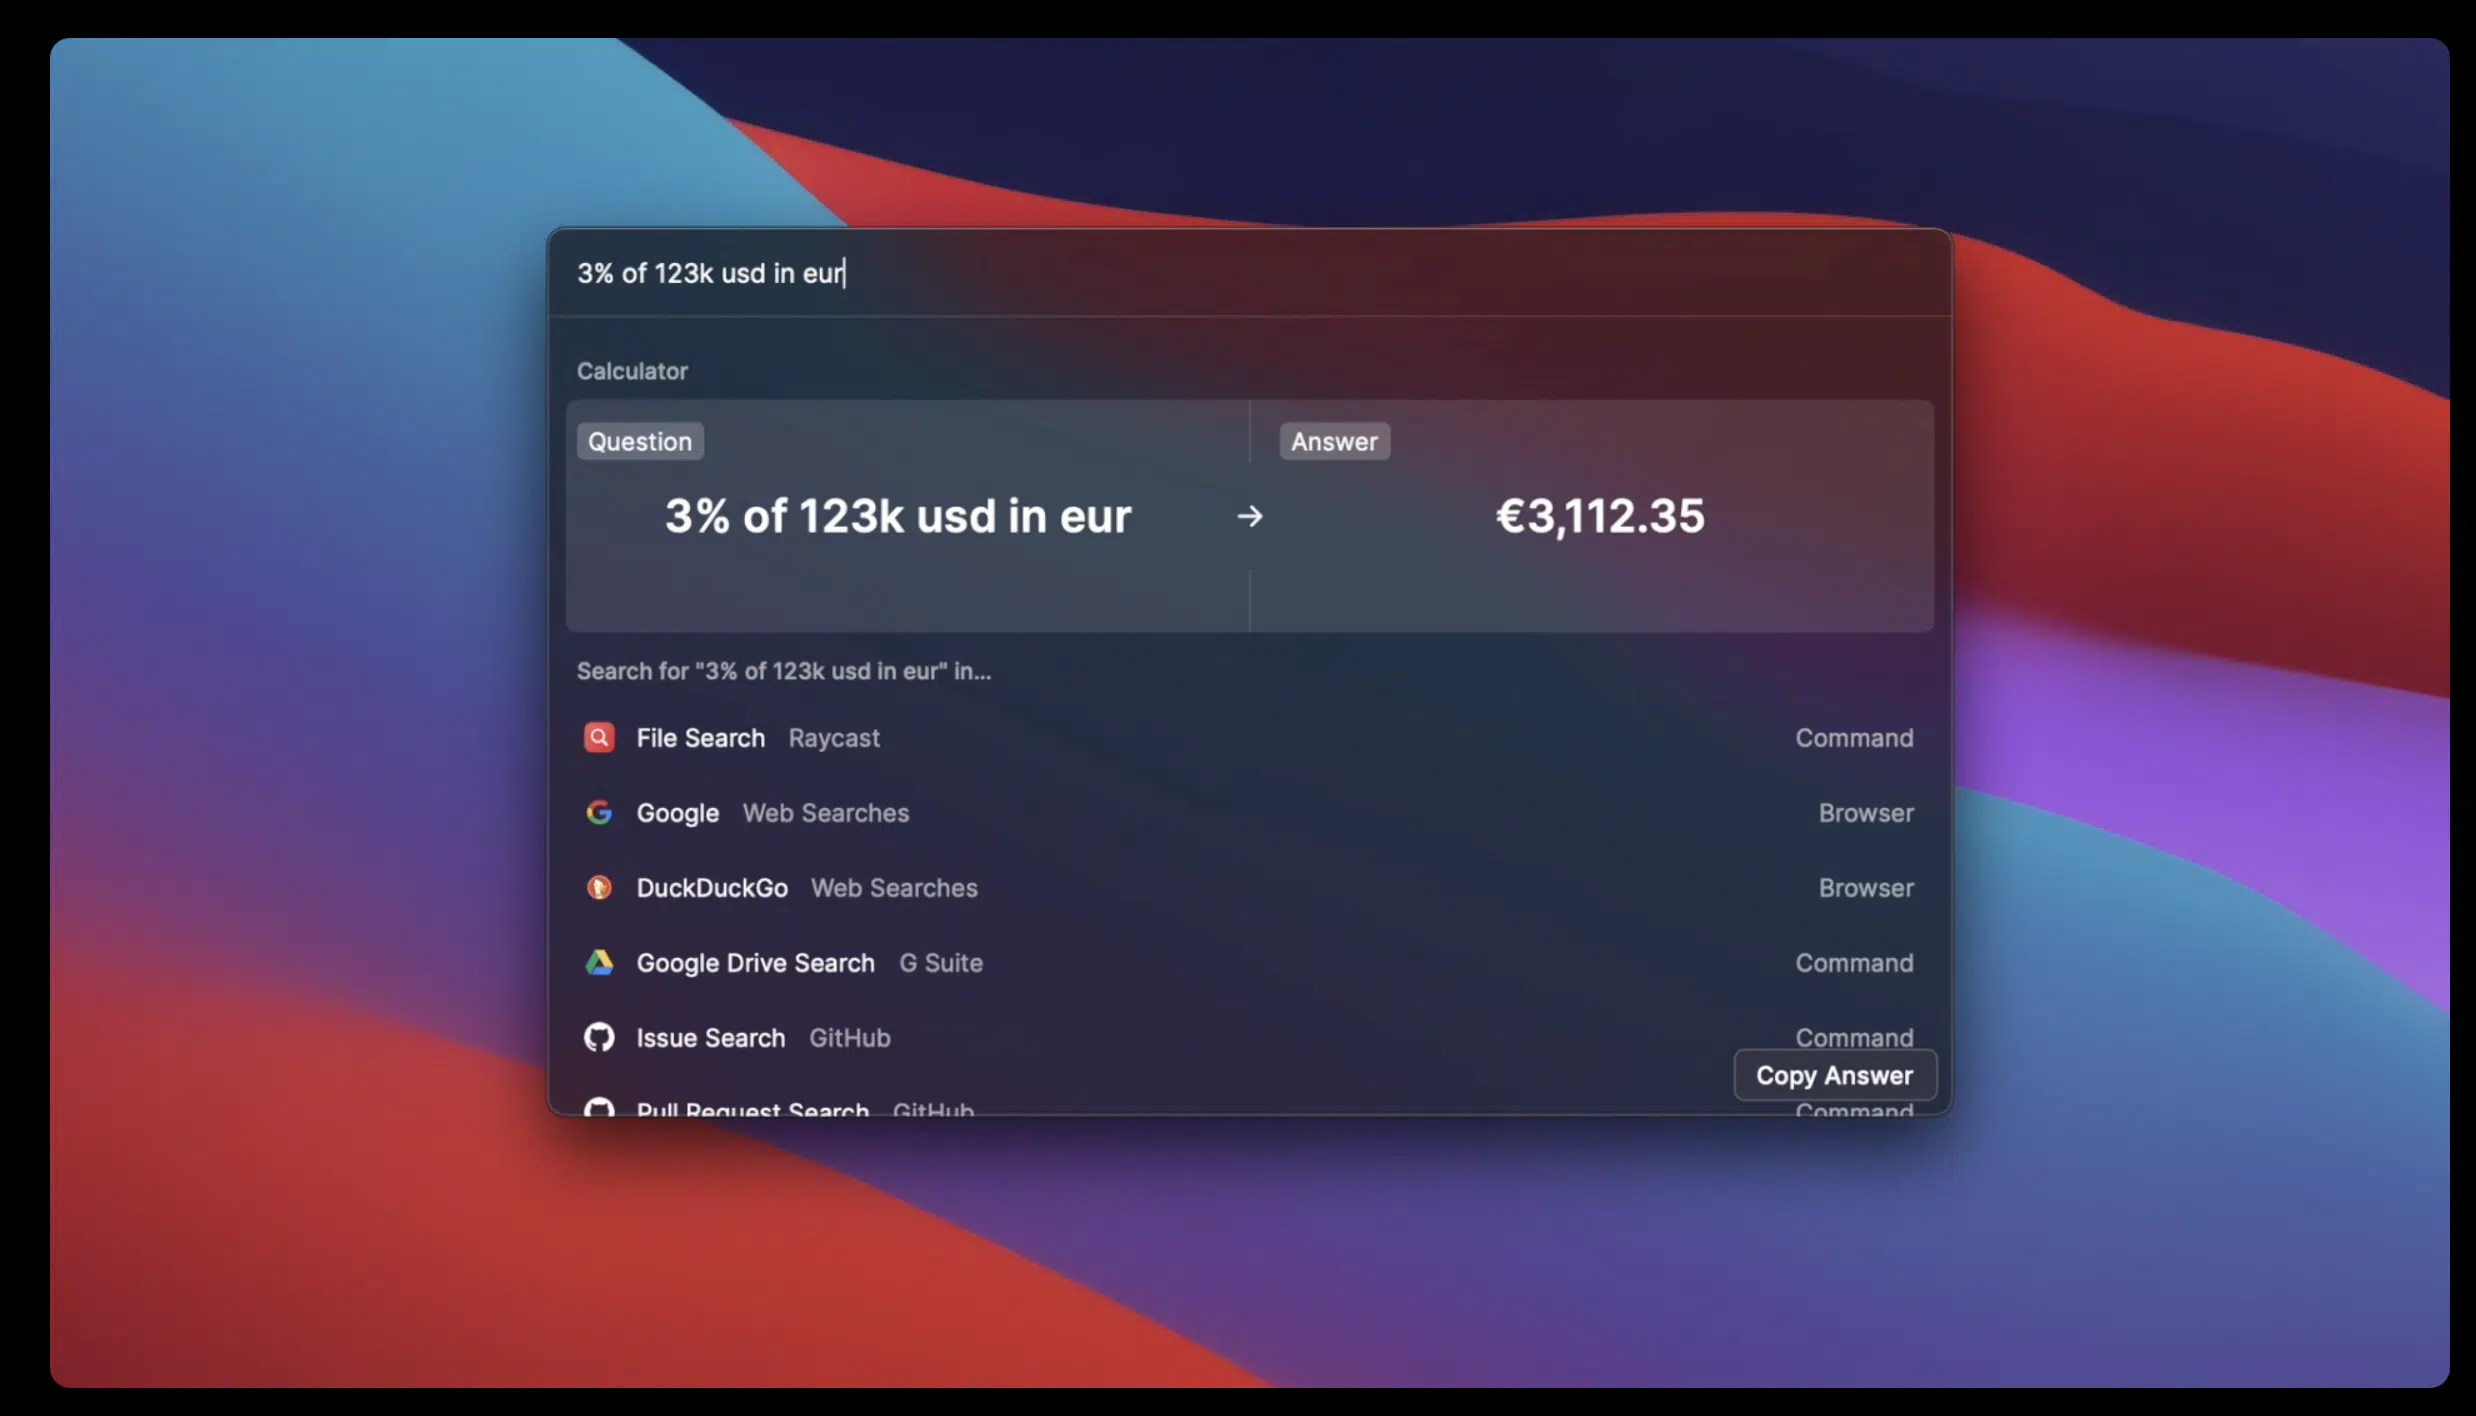 3% of 123k usd in eur
Calculator
Question
Answer
3% of 123k usd in eur → €3,112.35
Search for "3% of 123k usd in eur" in...
File Search Raycast Command
Google Web Searches Browser
DuckDuckGo Web Searches Browser
Google Drive Search G Suite Command
Issue Search GitHub Command
Copy Answer
Pull Request Search GitHub Command